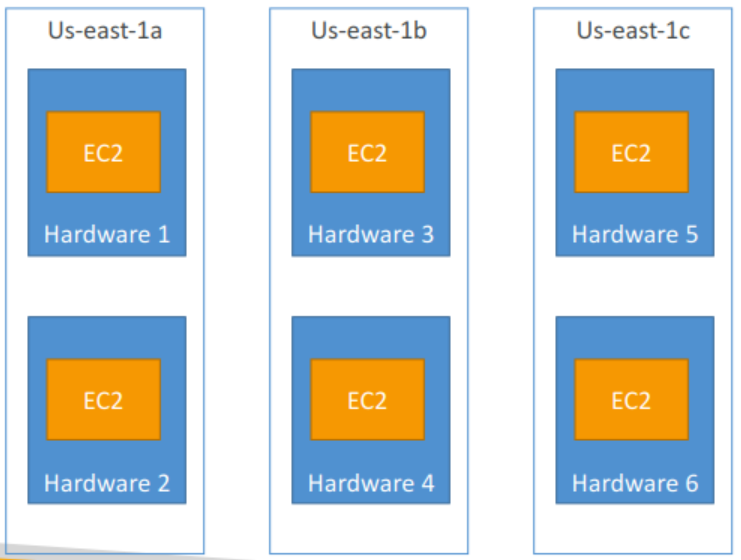 Us-east-1a
EC2
Hardware 1
EC2
Hardware 2
Us-east-1b
EC2
Hardware 3
EC2
Hardware 4
Us-east-1c
EC2
Hardware 5
EC2
Hardware 6